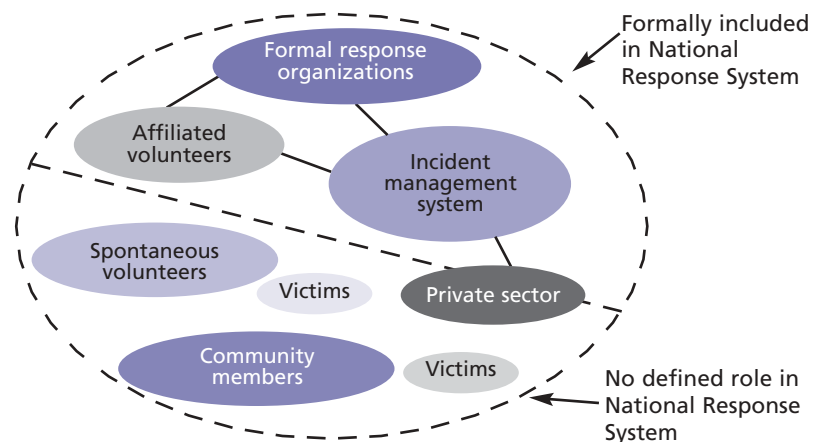 Formally included
in National
Response System
Formal response
organizations
Affiliated
volunteers
Incident
management
system
Spontaneous
volunteers
Victims
Private sector
Community
members
Victims
No defined role in
National Response
System